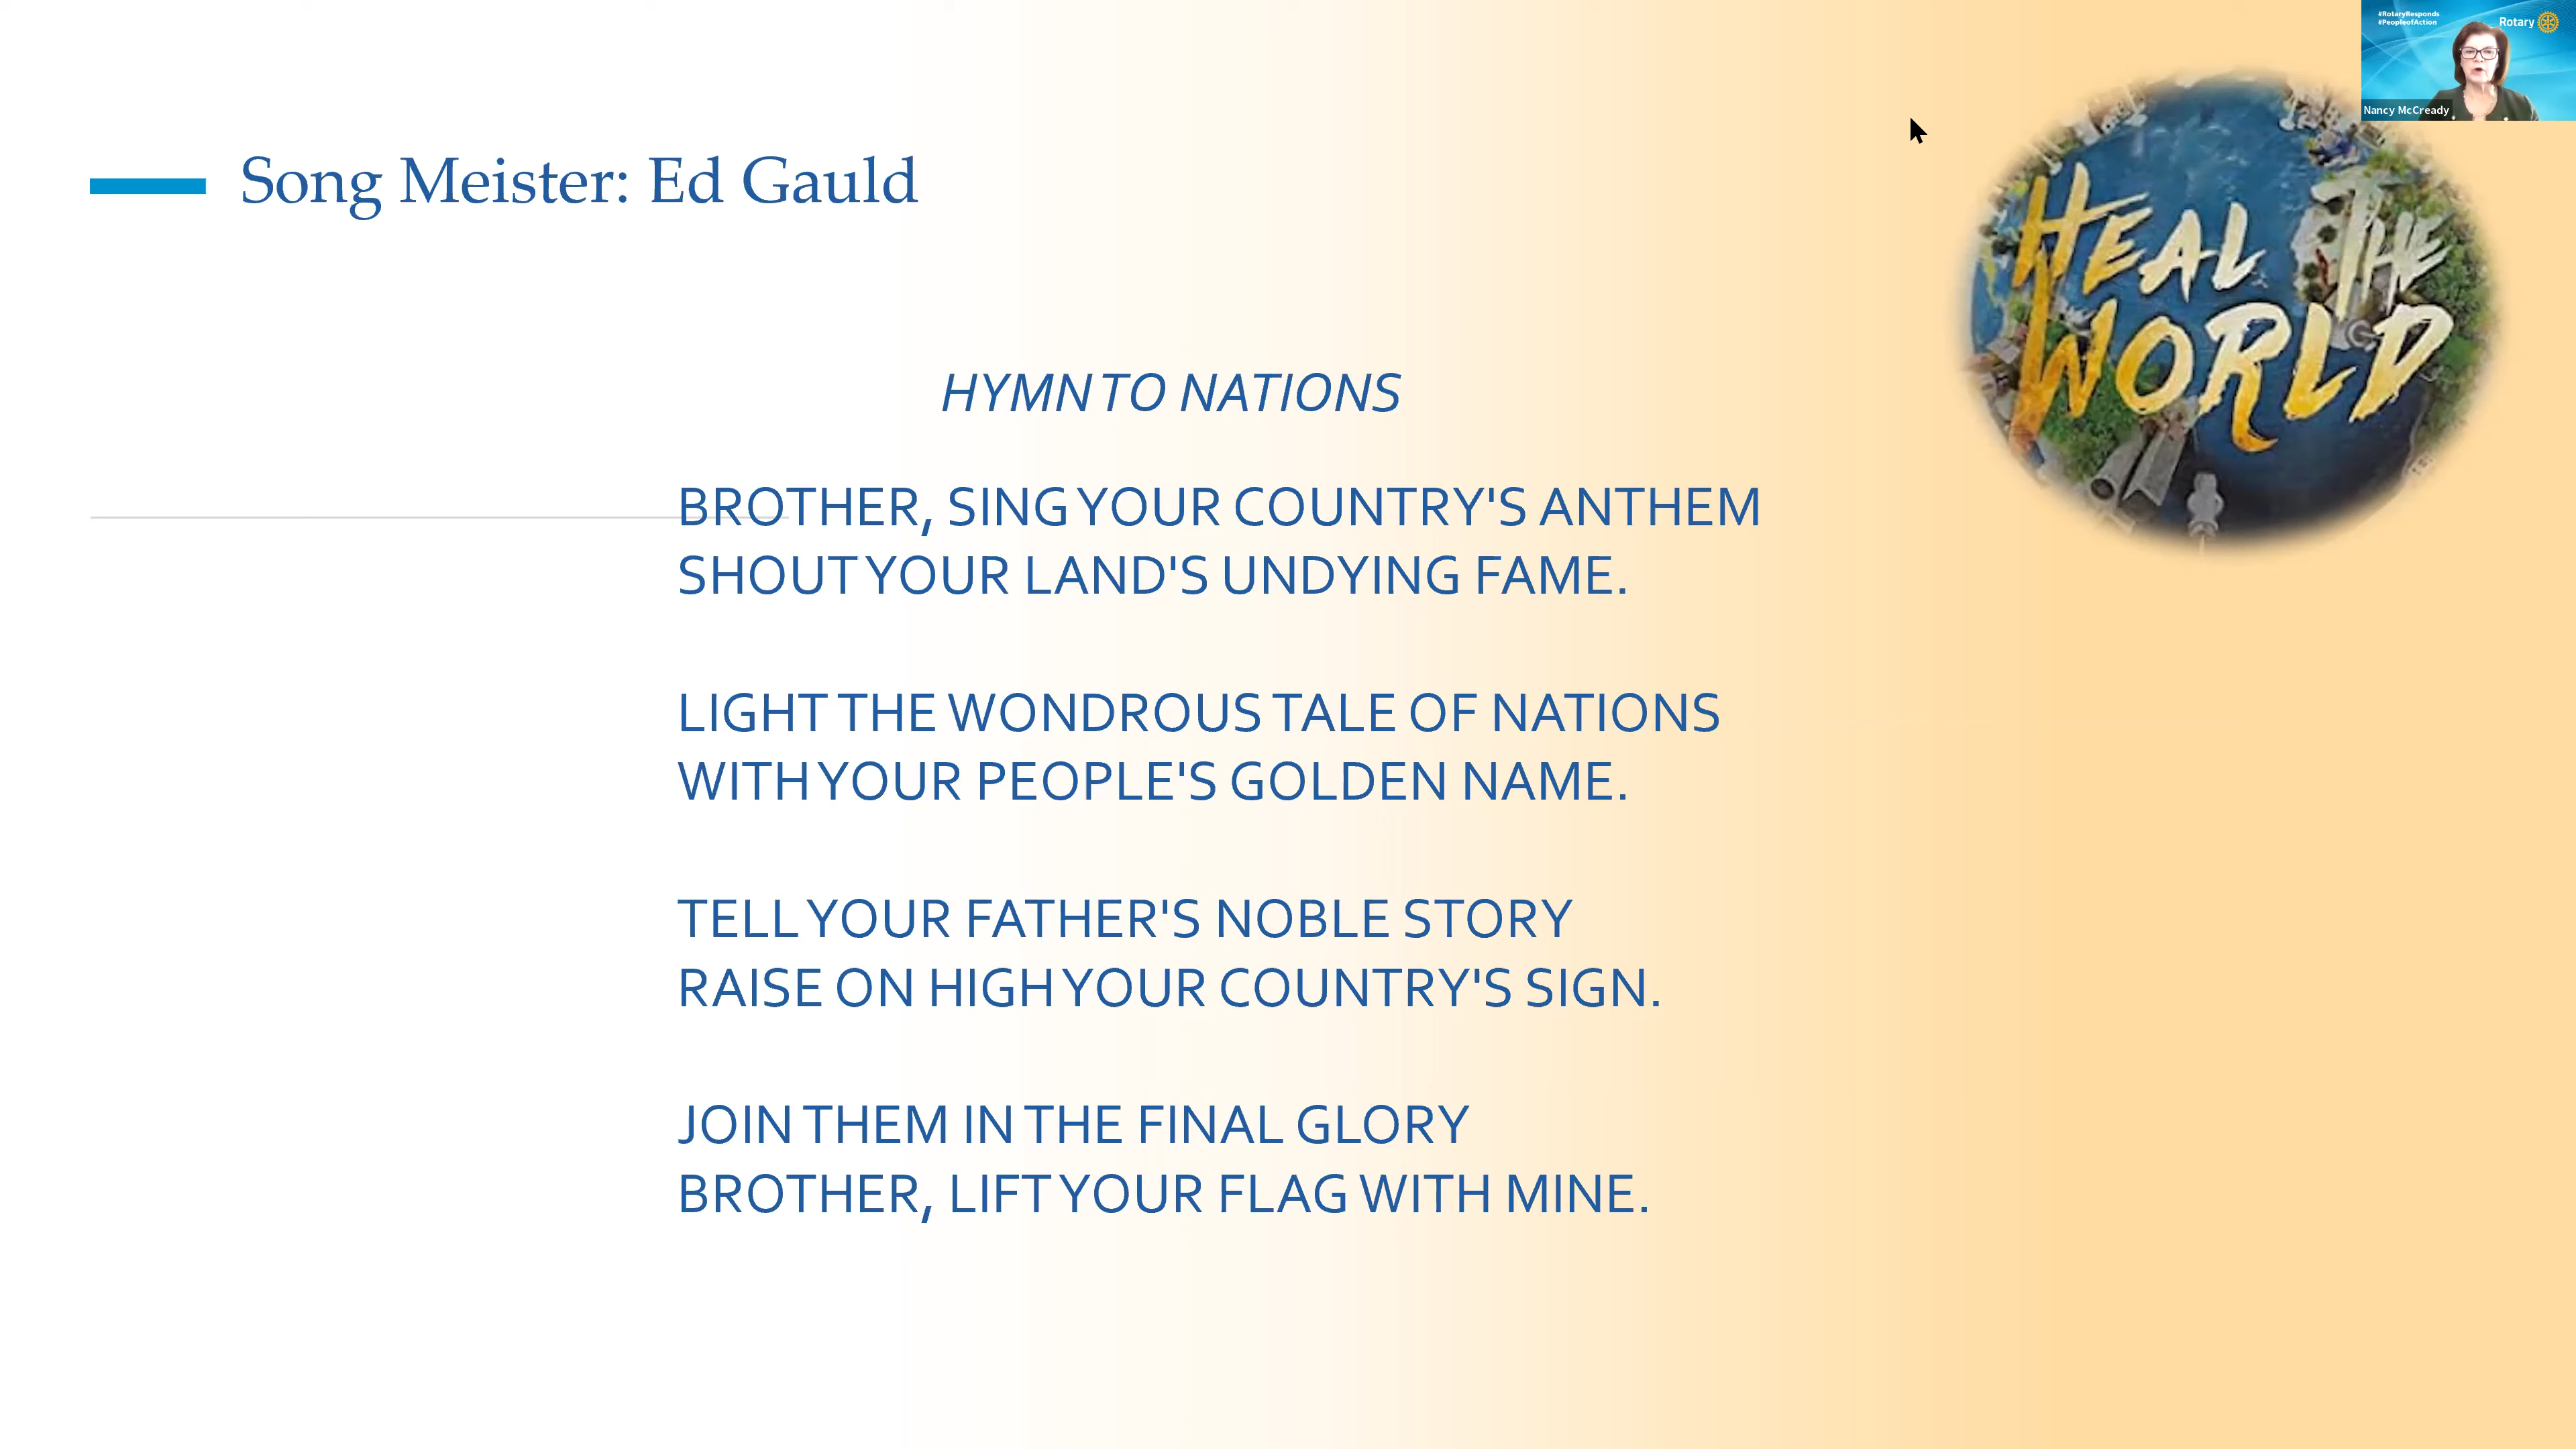 #RotaryResponds
#PeopleofAction
Rotary
Nancy McCready
Song Meister: Ed Gauld
HEAL THE
WORLD
HYMN TO NATIONS
BROTHER, SING YOUR COUNTRY'S ANTHEM
SHOUT YOUR LAND'S UNDYING FAME.
LIGHT THE WONDROUS TALE OF NATIONS
WITH YOUR PEOPLE'S GOLDEN NAME.
TELL YOUR FATHER'S NOBLE STORY
RAISE ON HIGH YOUR COUNTRY'S SIGN.
JOIN THEM IN THE FINAL GLORY
BROTHER, LIFT YOUR FLAG WITH MINE.